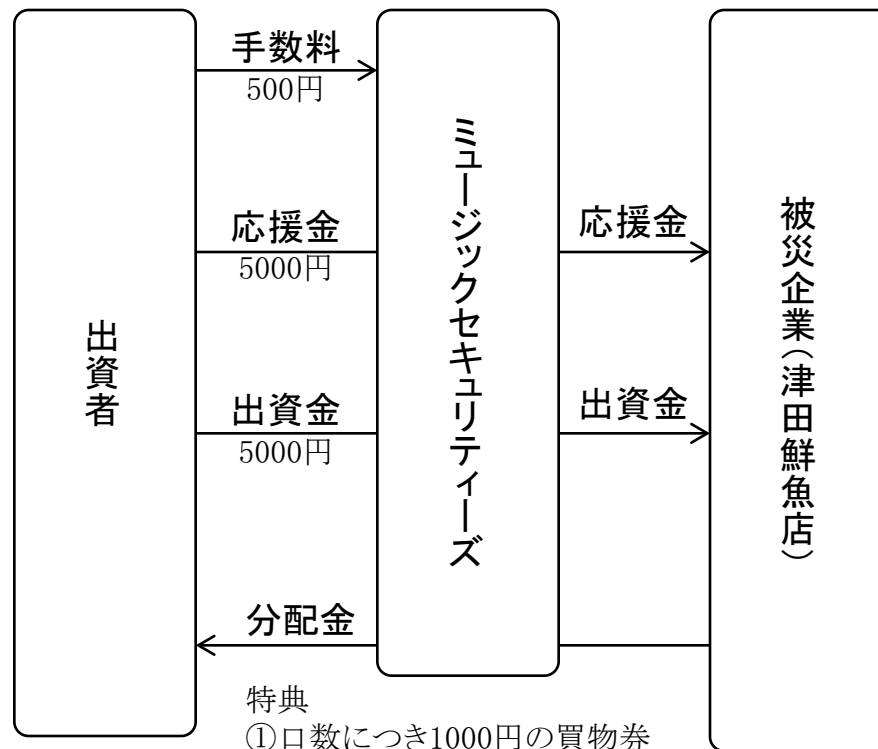 手数料
500円
応援金
5000円
出資金
5000円
分配金
出資者
ミュージックセキュリティーズ
応援金
出資金
被災企業（津田鮮魚店）
特典
①口数につき1000円の買物券